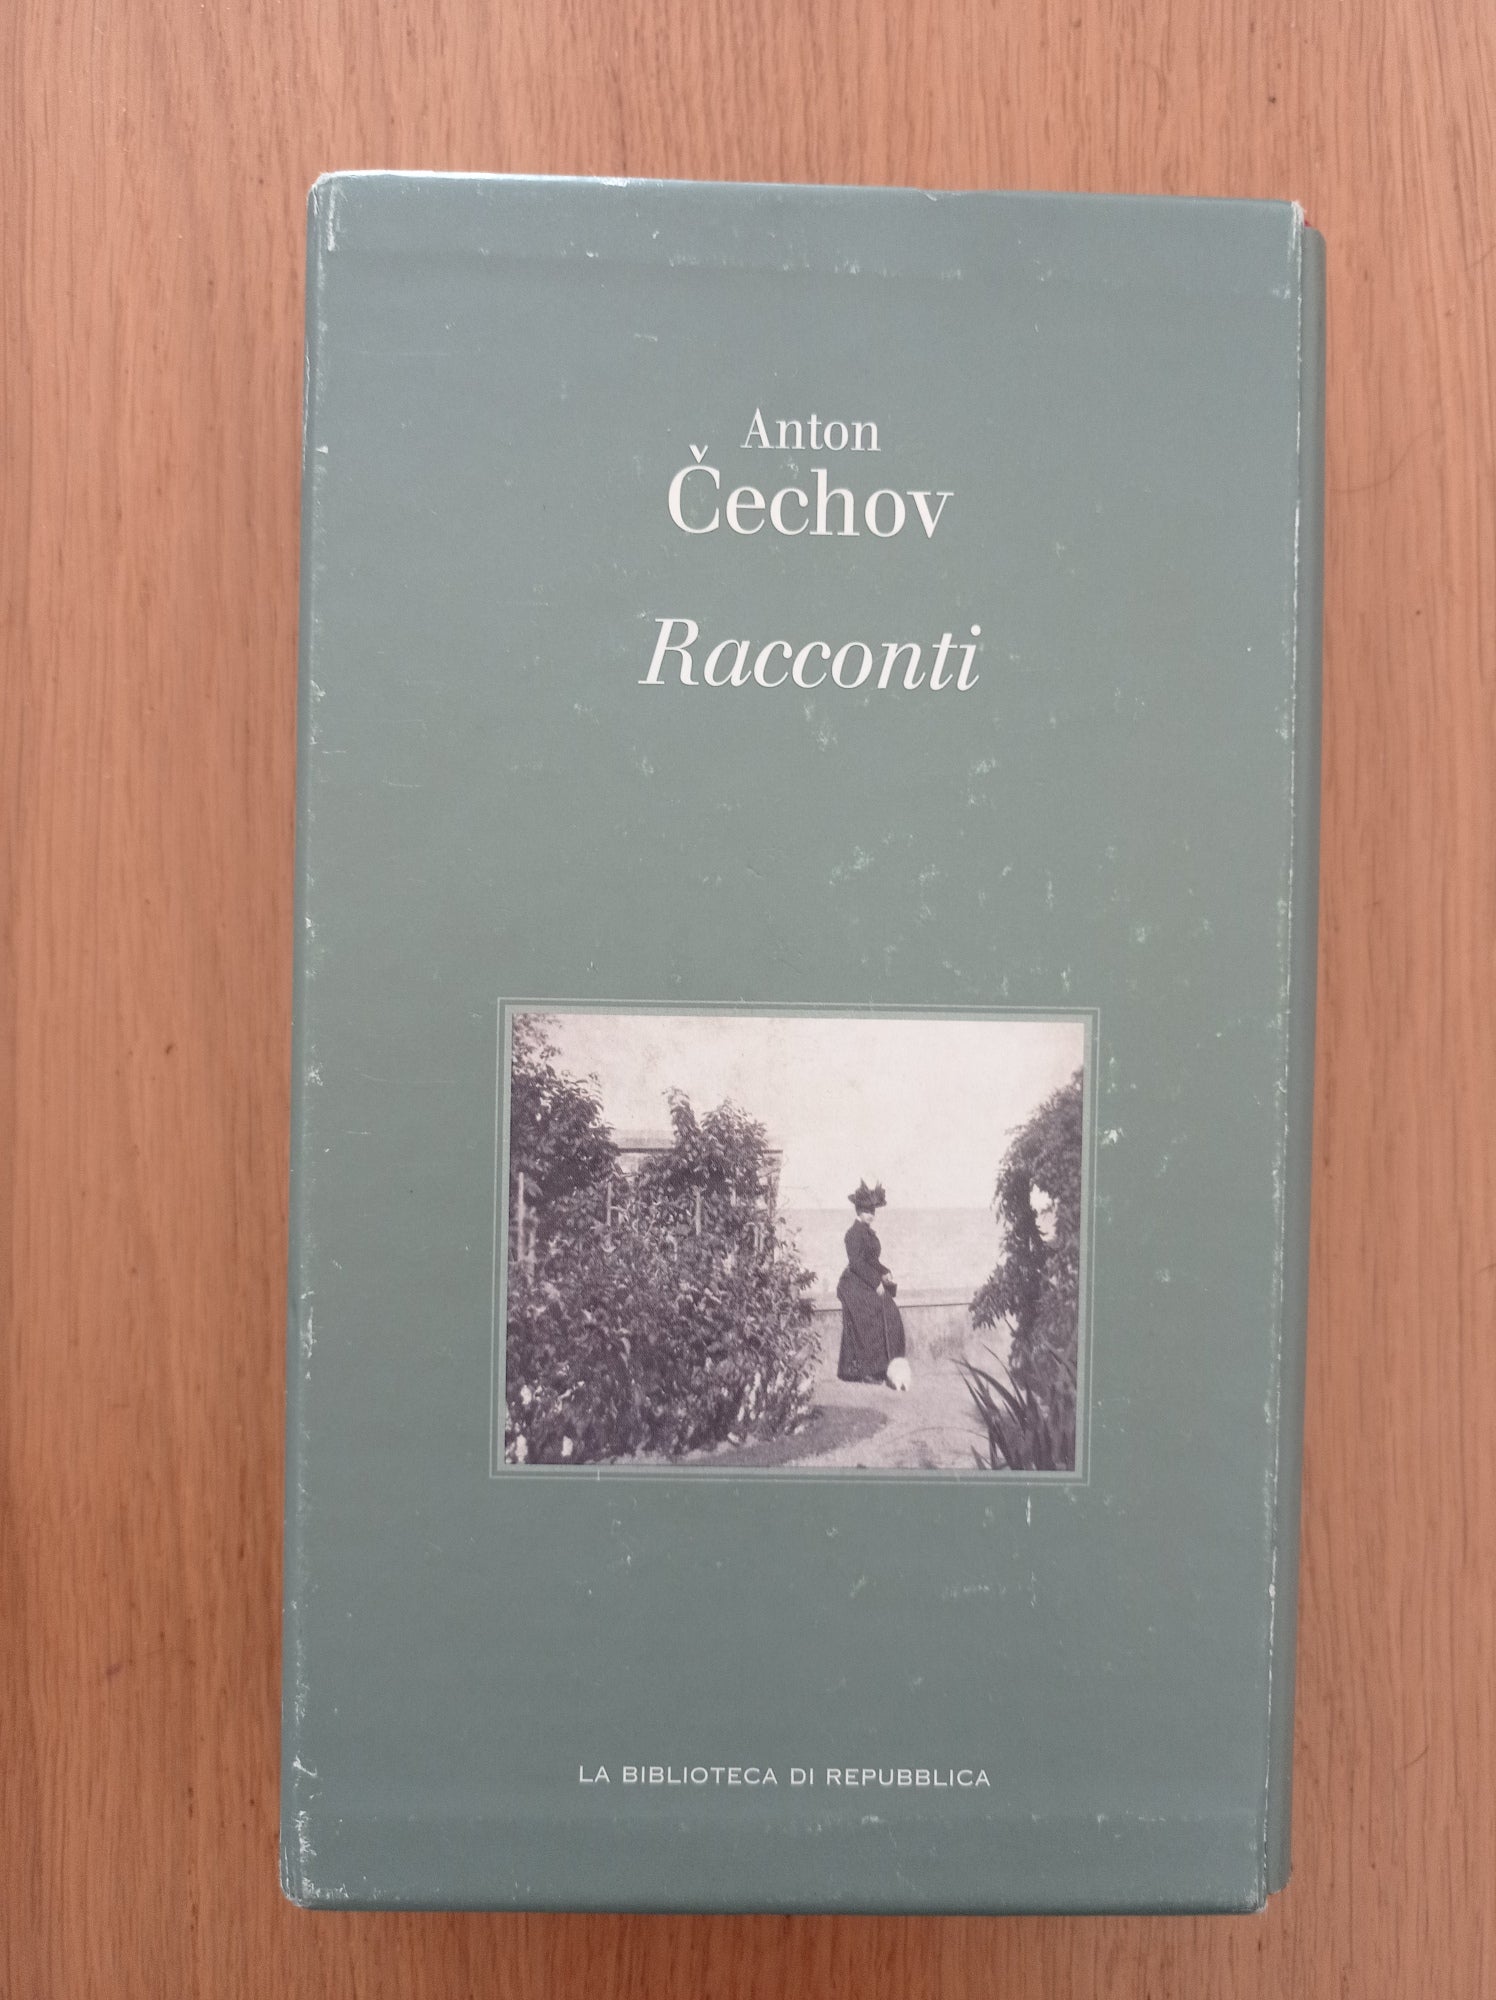 Anton
Čechov
Racconti
LA BIBLIOTECA DI REPUBBLICA